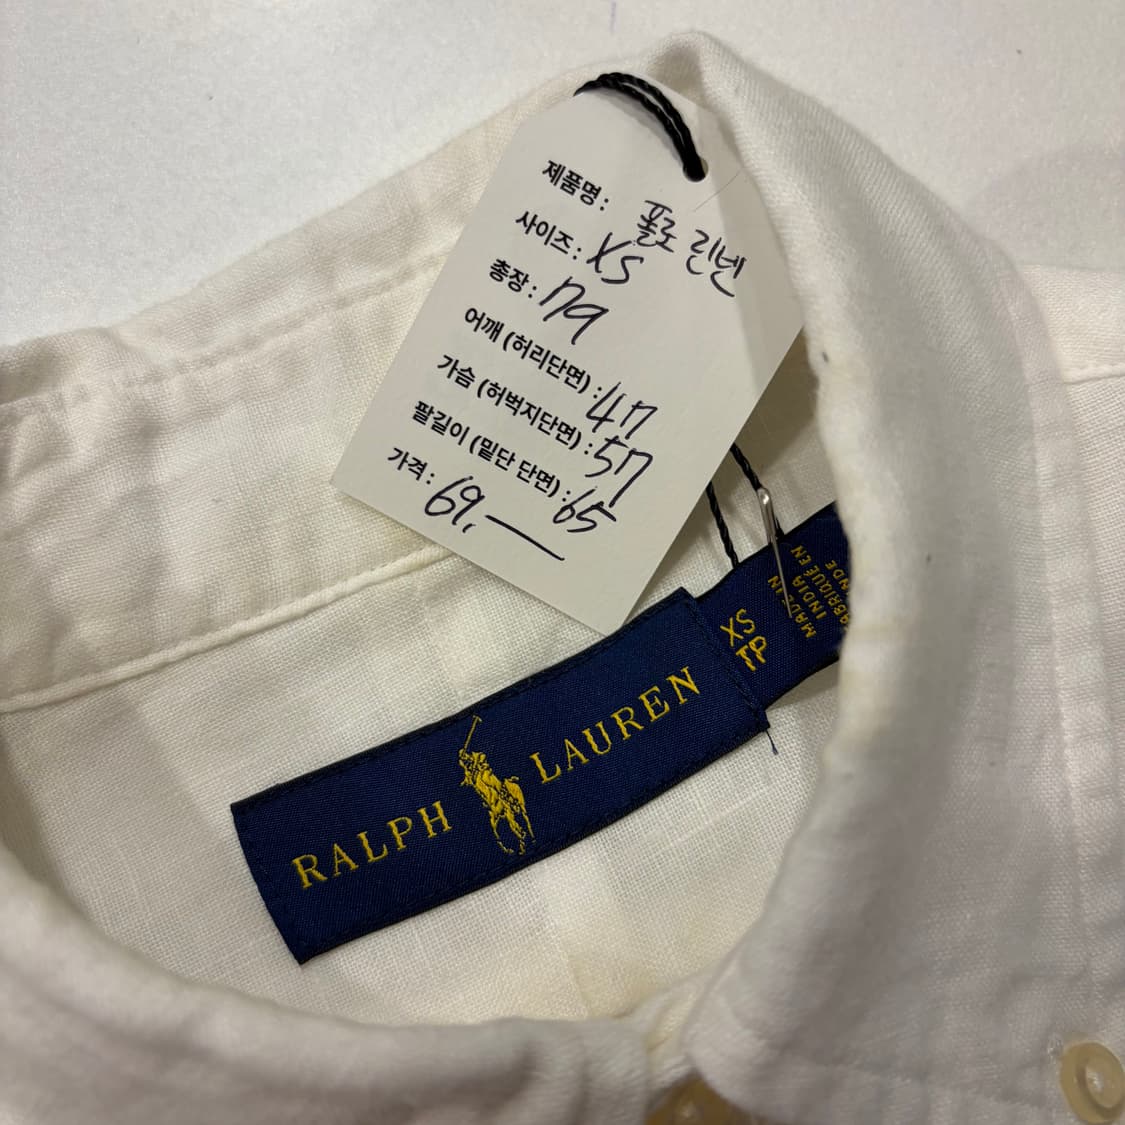 제품명: 폴로 린넨
사이즈: XS
총장: 79
어깨 (허리단면): 47
가슴 (허벅지단면): 57
팔길이 (밑단 단면): 65
가격: 69,—
RALPH LAUREN
XS
TP
MADE IN
INDIA